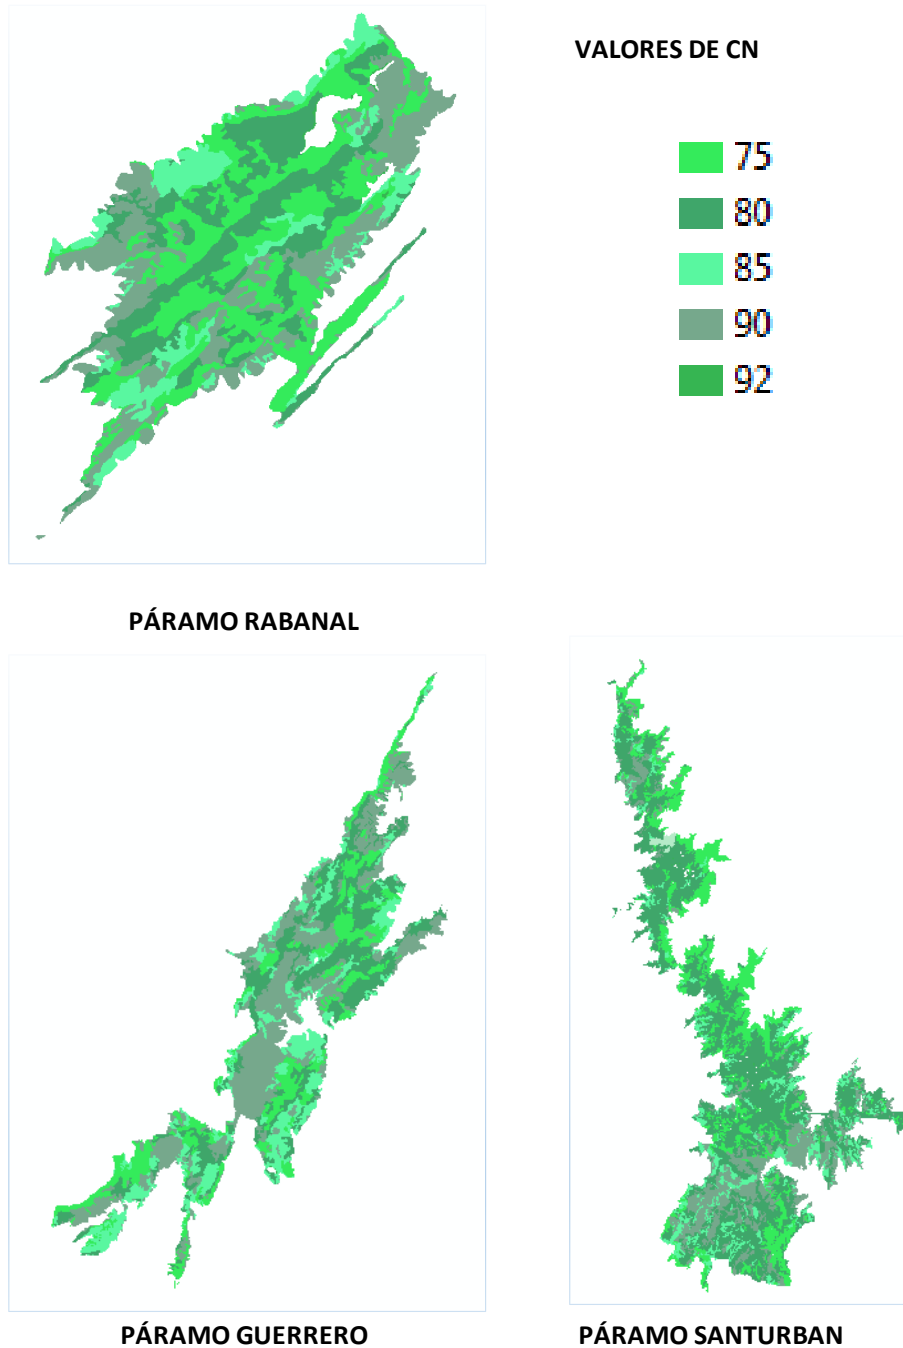 VALORES DE CN
75
80
85
90
92
PÁRAMO RABANAL
PÁRAMO GUERRERO
PÁRAMO SANTURBAN